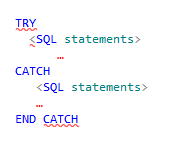 TRY
<SQL statements>
…
CATCH
<SQL statements>
…
END CATCH